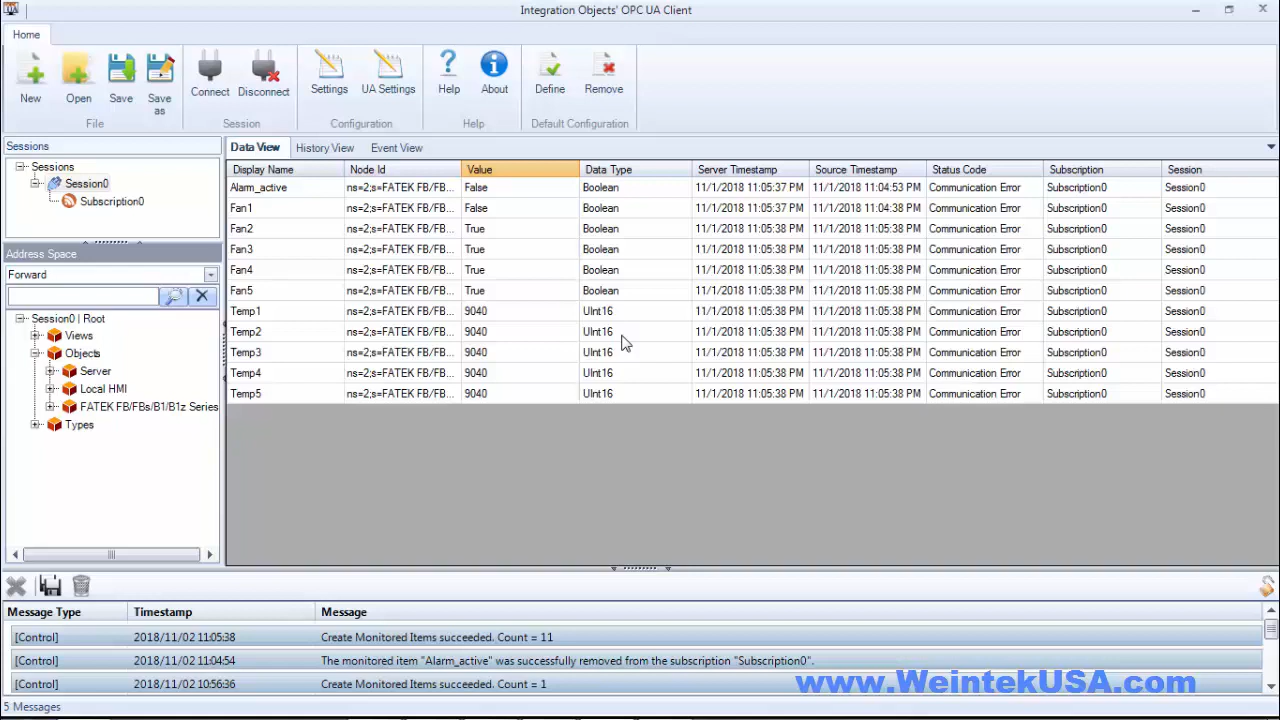 Integration Objects' OPC UA Client
Home
New
Open
Save
Save as
Connect
Disconnect
Settings
UA Settings
Help
About
Define
Remove
File
Session
Configuration
Help
Default Configuration
Sessions
Sessions
Session0
Subscription0
Address Space
Forward
Session0 | Root
Views
Objects
Server
Local HMI
FATEK FB/FBs/B1/B1z Series
Types
Data View
History View
Event View
Display Name Node Id Value Data Type Server Timestamp Source Timestamp Status Code Subscription Session
Alarm_active ns=2;s=FATEK FB/FB... False Boolean 11/1/2018 11:05:37 PM 11/1/2018 11:04:53 PM Communication Error Subscription0 Session0
Fan1 ns=2;s=FATEK FB/FB... False Boolean 11/1/2018 11:05:37 PM 11/1/2018 11:04:38 PM Communication Error Subscription0 Session0
Fan2 ns=2;s=FATEK FB/FB... True Boolean 11/1/2018 11:05:38 PM 11/1/2018 11:05:38 PM Communication Error Subscription0 Session0
Fan3 ns=2;s=FATEK FB/FB... True Boolean 11/1/2018 11:05:38 PM 11/1/2018 11:05:38 PM Communication Error Subscription0 Session0
Fan4 ns=2;s=FATEK FB/FB... True Boolean 11/1/2018 11:05:38 PM 11/1/2018 11:05:38 PM Communication Error Subscription0 Session0
Fan5 ns=2;s=FATEK FB/FB... True Boolean 11/1/2018 11:05:38 PM 11/1/2018 11:05:38 PM Communication Error Subscription0 Session0
Temp1 ns=2;s=FATEK FB/FB... 9040 UInt16 11/1/2018 11:05:38 PM 11/1/2018 11:05:38 PM Communication Error Subscription0 Session0
Temp2 ns=2;s=FATEK FB/FB... 9040 UInt16 11/1/2018 11:05:38 PM 11/1/2018 11:05:38 PM Communication Error Subscription0 Session0
Temp3 ns=2;s=FATEK FB/FB... 9040 UInt16 11/1/2018 11:05:38 PM 11/1/2018 11:05:38 PM Communication Error Subscription0 Session0
Temp4 ns=2;s=FATEK FB/FB... 9040 UInt16 11/1/2018 11:05:38 PM 11/1/2018 11:05:38 PM Communication Error Subscription0 Session0
Temp5 ns=2;s=FATEK FB/FB... 9040 UInt16 11/1/2018 11:05:38 PM 11/1/2018 11:05:38 PM Communication Error Subscription0 Session0
Message Type Timestamp Message
[Control] 2018/11/02 11:05:38 Create Monitored Items succeeded. Count = 11
[Control] 2018/11/02 11:04:54 The monitored item "Alarm_active" was successfully removed from the subscription "Subscription0".
[Control] 2018/11/02 10:56:36 Create Monitored Items succeeded. Count = 1
www.WeintekUSA.com
5 Messages